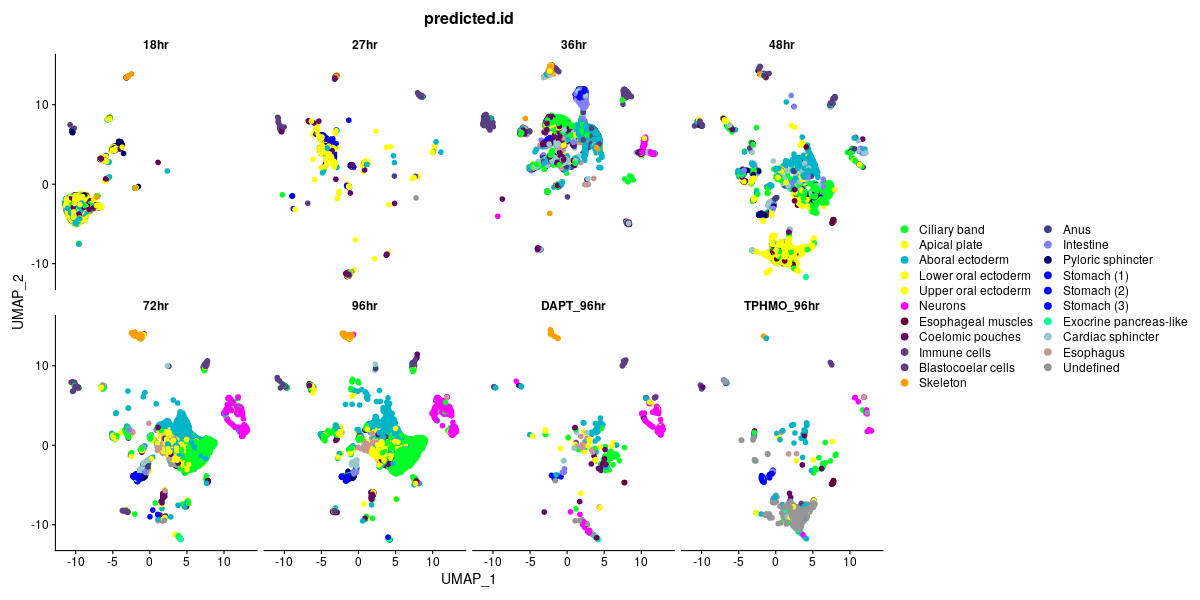 predicted.id
18hr
27hr
36hr
48hr
10
0
-10
72hr
96hr
DAPT_96hr
TPHMO_96hr
10
0
-10
UMAP_2
-10
-5
0
5
10
-10
-5
0
5
10
-10
-5
0
5
10
-10
-5
0
5
10
UMAP_1
Ciliary band
Apical plate
Aboral ectoderm
Lower oral ectoderm
Upper oral ectoderm
Neurons
Esophageal muscles
Coelomic pouches
Immune cells
Blastocoelar cells
Skeleton
Anus
Intestine
Pyloric sphincter
Stomach (1)
Stomach (2)
Stomach (3)
Exocrine pancreas-like
Cardiac sphincter
Esophagus
Undefined